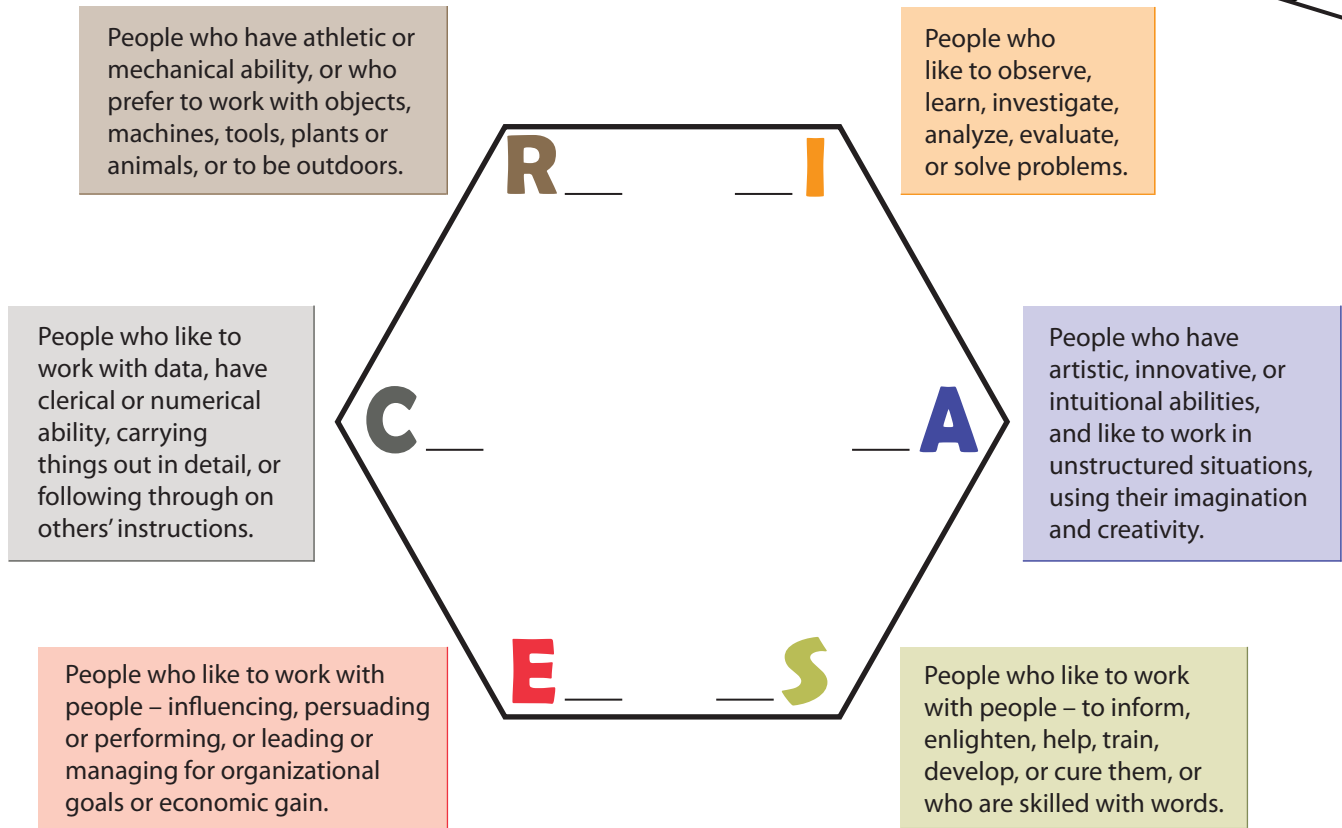 People who have athletic or
mechanical ability, or who
prefer to work with objects,
machines, tools, plants or
animals, or to be outdoors.
People who
like to observe,
learn, investigate,
analyze, evaluate,
or solve problems.
R__ __I
People who like to
work with data, have
clerical or numerical
ability, carrying
things out in detail, or
following through on
others' instructions.
C__ __A
People who have
artistic, innovative, or
intuitional abilities,
and like to work in
unstructured situations,
using their imagination
and creativity.
E__ __S
People who like to work with
people – influencing, persuading
or performing, or leading or
managing for organizational
goals or economic gain.
People who like to work
with people – to inform,
enlighten, help, train,
develop, or cure them, or
who are skilled with words.